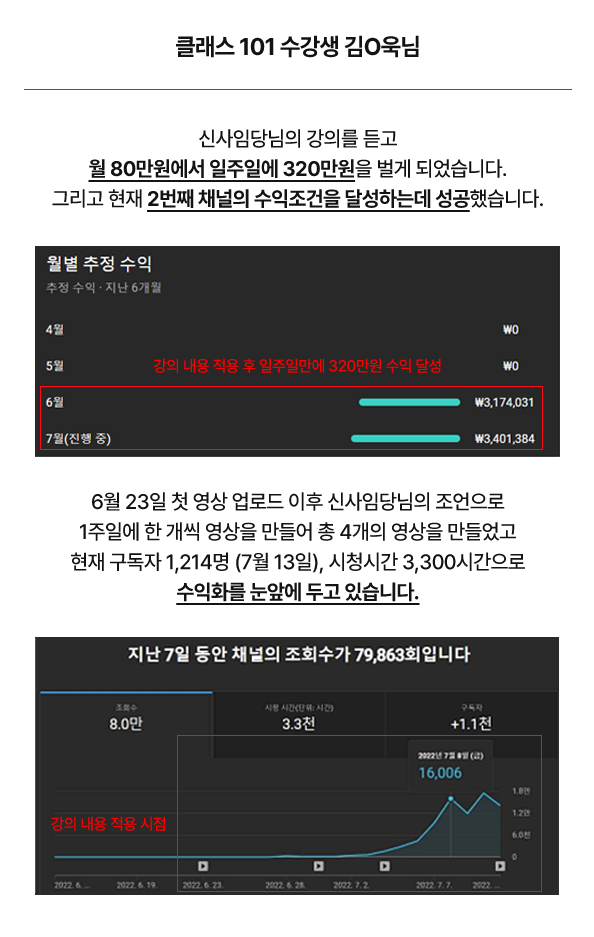 클래스 101 수강생 김O욱님
신사임당님의 강의를 듣고
월 80만원에서 일주일에 320만원을 벌게 되었습니다.
그리고 현재 2번째 채널의 수익조건을 달성하는데 성공했습니다.
월별 추정 수익
추정 수익 · 지난 6개월
4월 ₩0
5월 강의 내용 적용 후 일주일만에 320만원 수익 달성 ₩0
6월 ₩3,174,031
7월(진행 중) ₩3,401,384
6월 23일 첫 영상 업로드 이후 신사임당님의 조언으로
1주일에 한 개씩 영상을 만들어 총 4개의 영상을 만들었고
현재 구독자 1,214명 (7월 13일), 시청시간 3,300시간으로
수익화를 눈앞에 두고 있습니다.
지난 7일 동안 채널의 조회수가 79,863회입니다
조회수 시청 시간(단위: 시간) 구독자
8.0만 3.3천 +1.1천
2022년 7월 8일 (금)
16,006
1.8만
1.2만
강의 내용 적용 시점
6.0천
0
2022. 6. ... 2022. 6. 19. 2022. 6. 23. 2022. 6. 28. 2022. 7. 2. 2022. 7. 7. 2022. ...